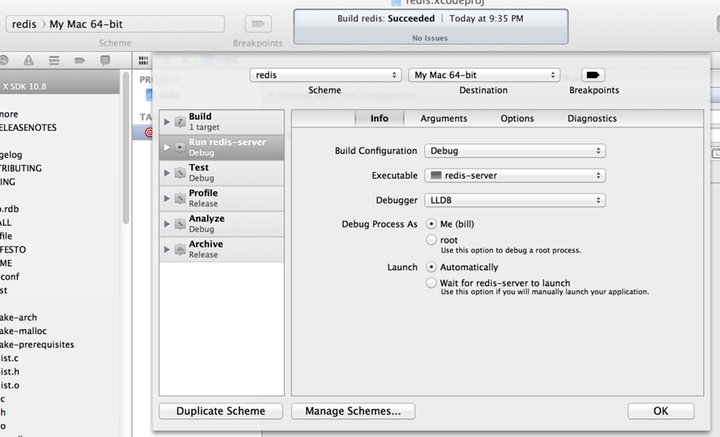 redis.xcodeproj
redis > My Mac 64-bit
Build redis: Succeeded | Today at 9:35 PM
No Issues
Scheme
Breakpoints
X SDK 10.8
PR
TA
nore
ELEASENOTES
gelog
TRIBUTING
ING
p.rdb
ALL
file
FESTO
ME
conf
st
ake-arch
ake-malloc
ake-prerequisites
list.c
list.h
list.o
c
h
o
redis
My Mac 64-bit
Scheme
Destination
Breakpoints
Build
1 target
Run redis-server
Debug
Test
Debug
Profile
Release
Analyze
Debug
Archive
Release
Info
Arguments
Options
Diagnostics
Build Configuration
Debug
Executable
redis-server
Debugger
LLDB
Debug Process As
Me (bill)
root
Use this option to debug a root process.
Launch
Automatically
Wait for redis-server to launch
Use this option if you will manually launch your application.
Duplicate Scheme
Manage Schemes...
OK